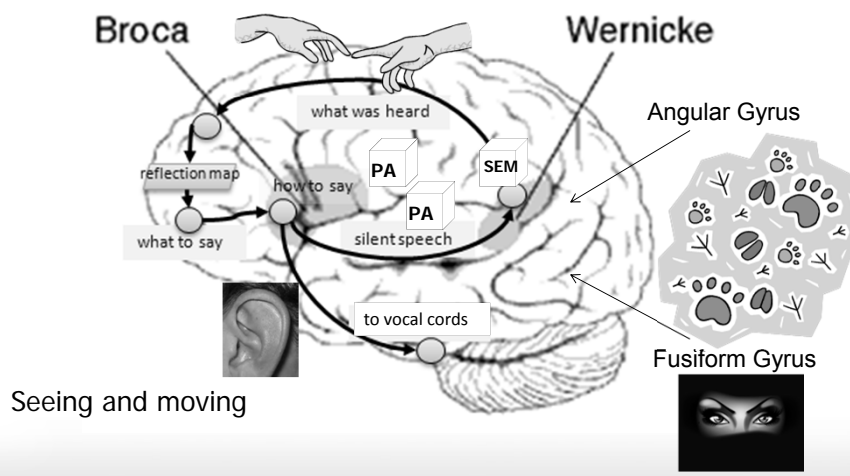 Broca
Wernicke
what was heard
Angular Gyrus
reflection map
how to say
PA
SEM
PA
what to say
silent speech
to vocal cords
Fusiform Gyrus
Seeing and moving